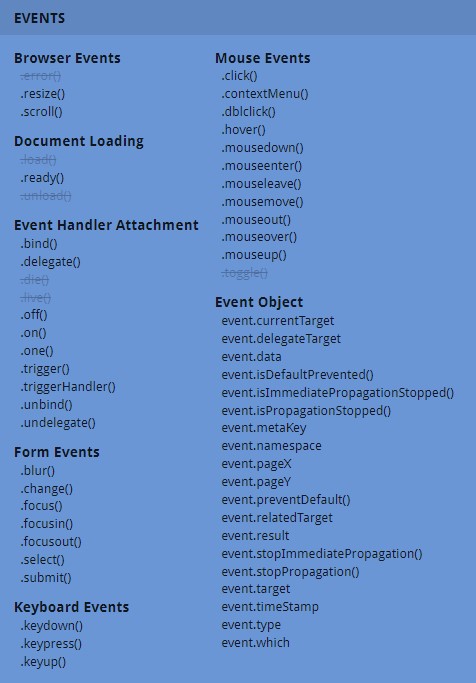 EVENTS
Browser Events
.error()
.resize()
.scroll()
Document Loading
.load()
.ready()
.unload()
Event Handler Attachment
.bind()
.delegate()
.die()
.live()
.off()
.on()
.one()
.trigger()
.triggerHandler()
.unbind()
.undelegate()
Form Events
.blur()
.change()
.focus()
.focusin()
.focusout()
.select()
.submit()
Keyboard Events
.keydown()
.keypress()
.keyup()
Mouse Events
.click()
.contextMenu()
.dblclick()
.hover()
.mousedown()
.mouseenter()
.mouseleave()
.mousemove()
.mouseout()
.mouseover()
.mouseup()
.toggle()
Event Object
event.currentTarget
event.delegateTarget
event.data
event.isDefaultPrevented()
event.isImmediatePropagationStopped()
event.isPropagationStopped()
event.metaKey
event.namespace
event.pageX
event.pageY
event.preventDefault()
event.relatedTarget
event.result
event.stopImmediatePropagation()
event.stopPropagation()
event.target
event.timeStamp
event.type
event.which